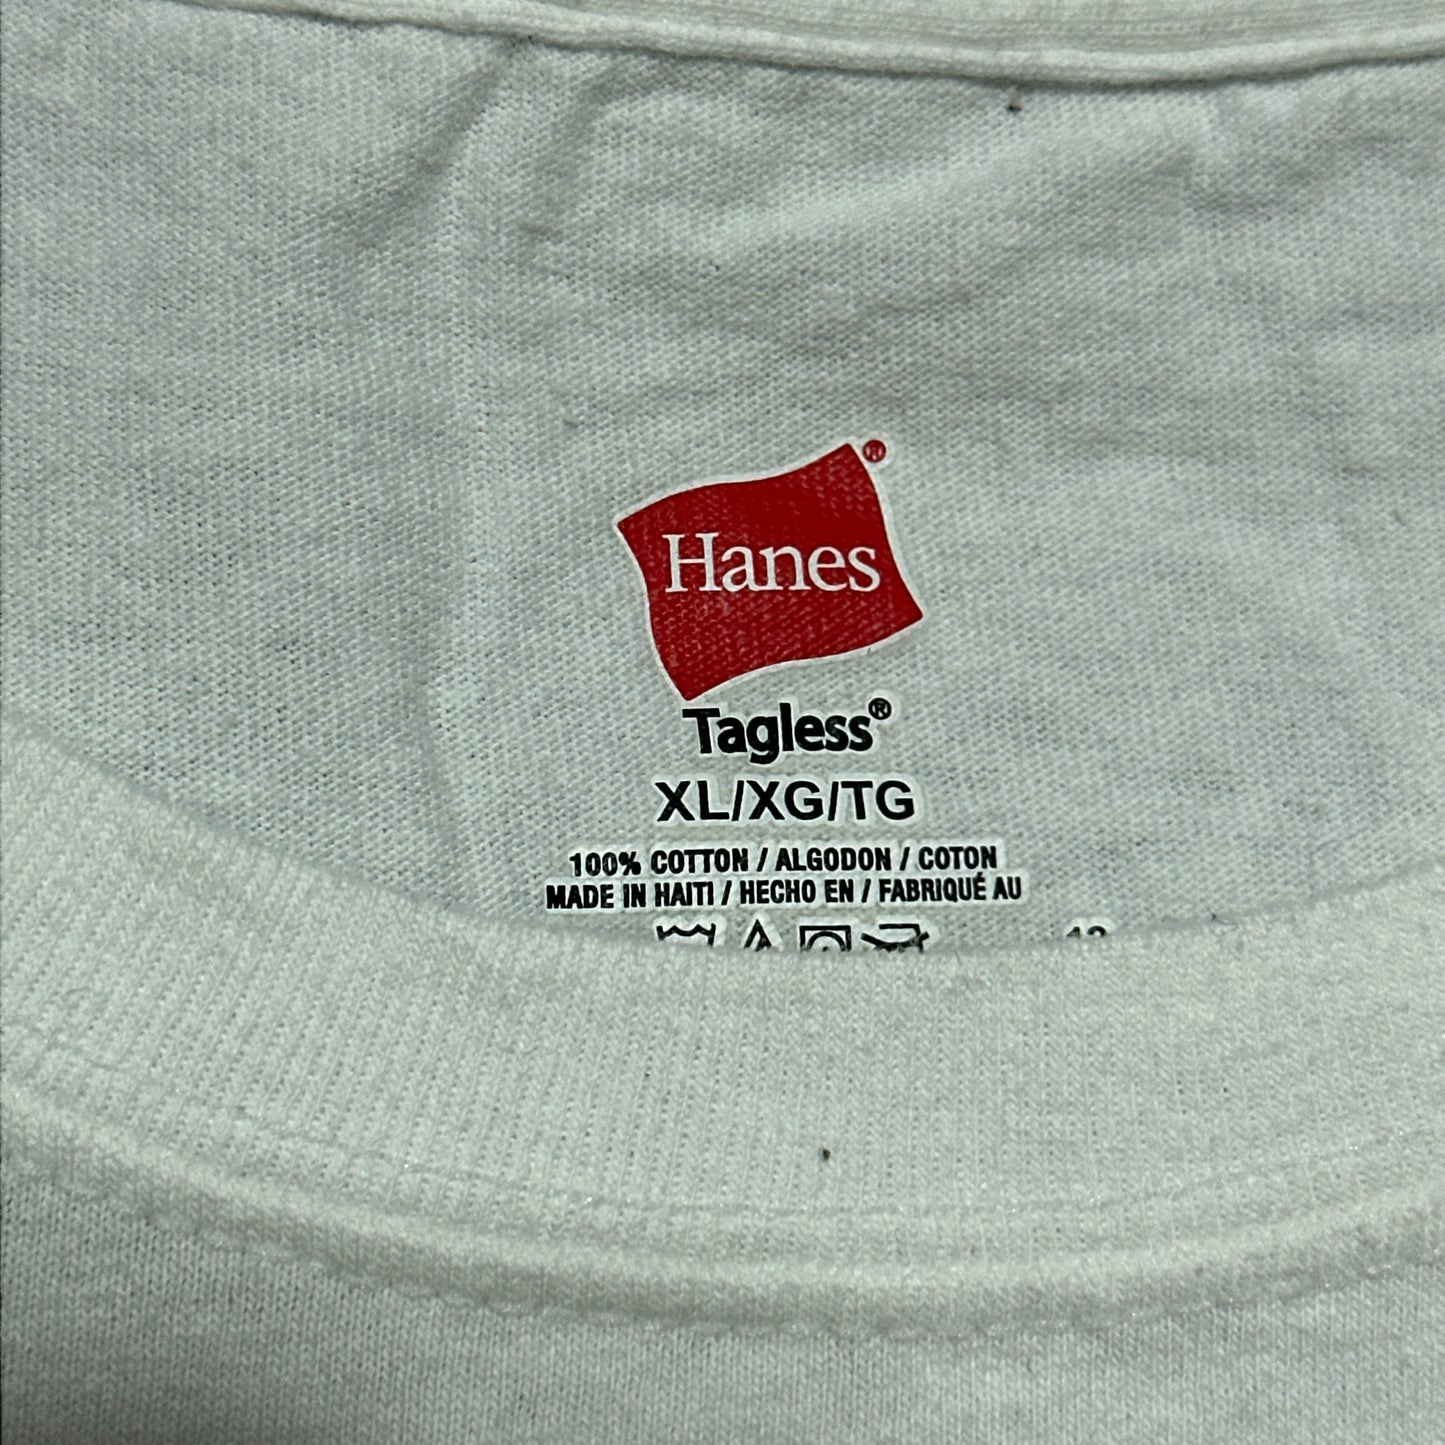 Hanes®
Tagless®
XL/XG/TG
100% COTTON / ALGODON / COTON
MADE IN HAITI / HECHO EN / FABRIQUÉ AU